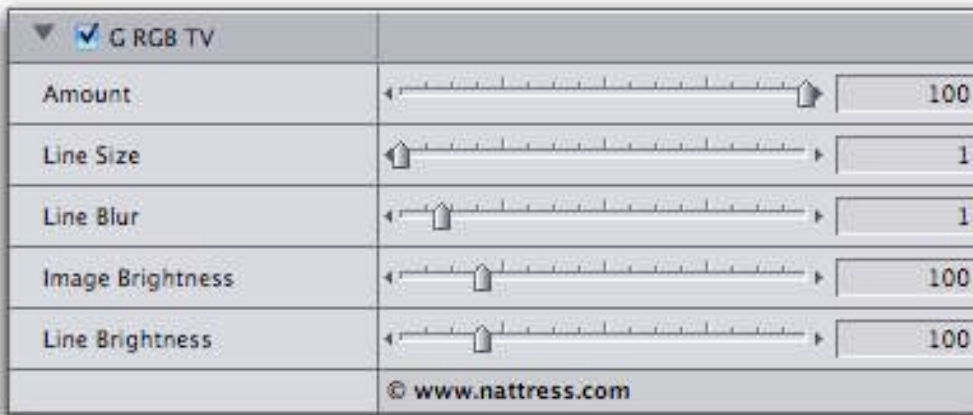 G RGB TV
Amount 100
Line Size 1
Line Blur 1
Image Brightness 100
Line Brightness 100
© www.nattress.com